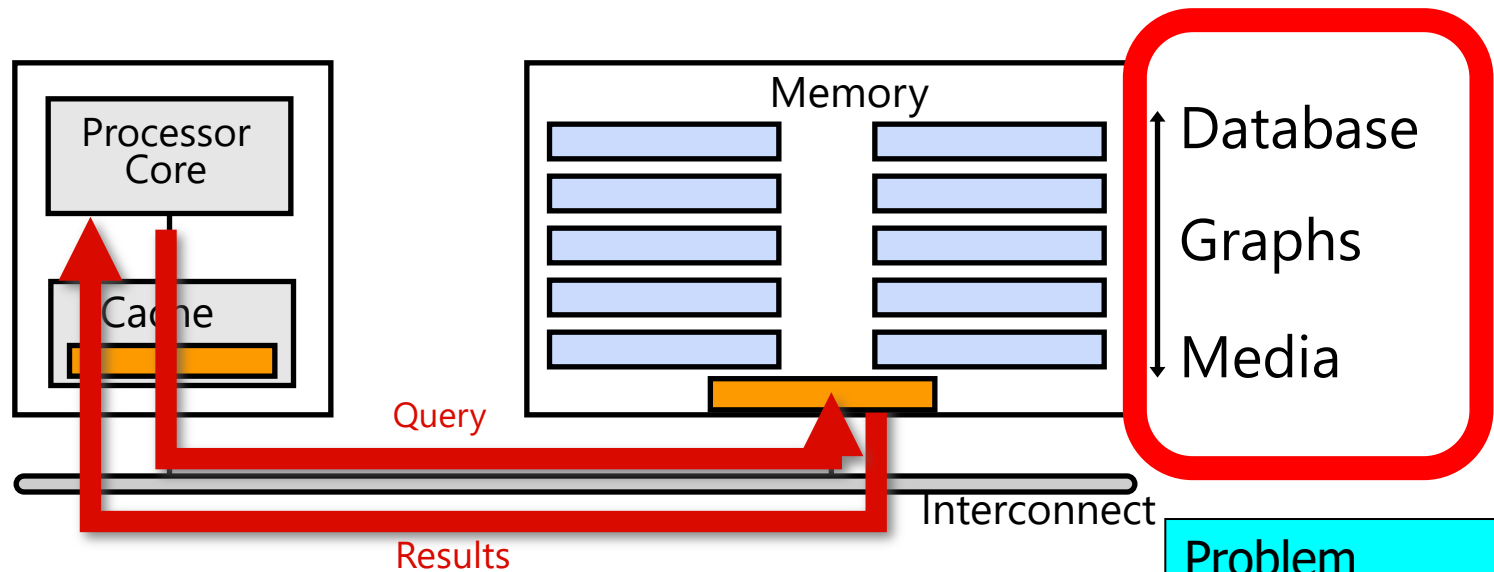 Memory
Processor
Core
Cache
Database
Graphs
Media
Query
Interconnect
Results
Problem